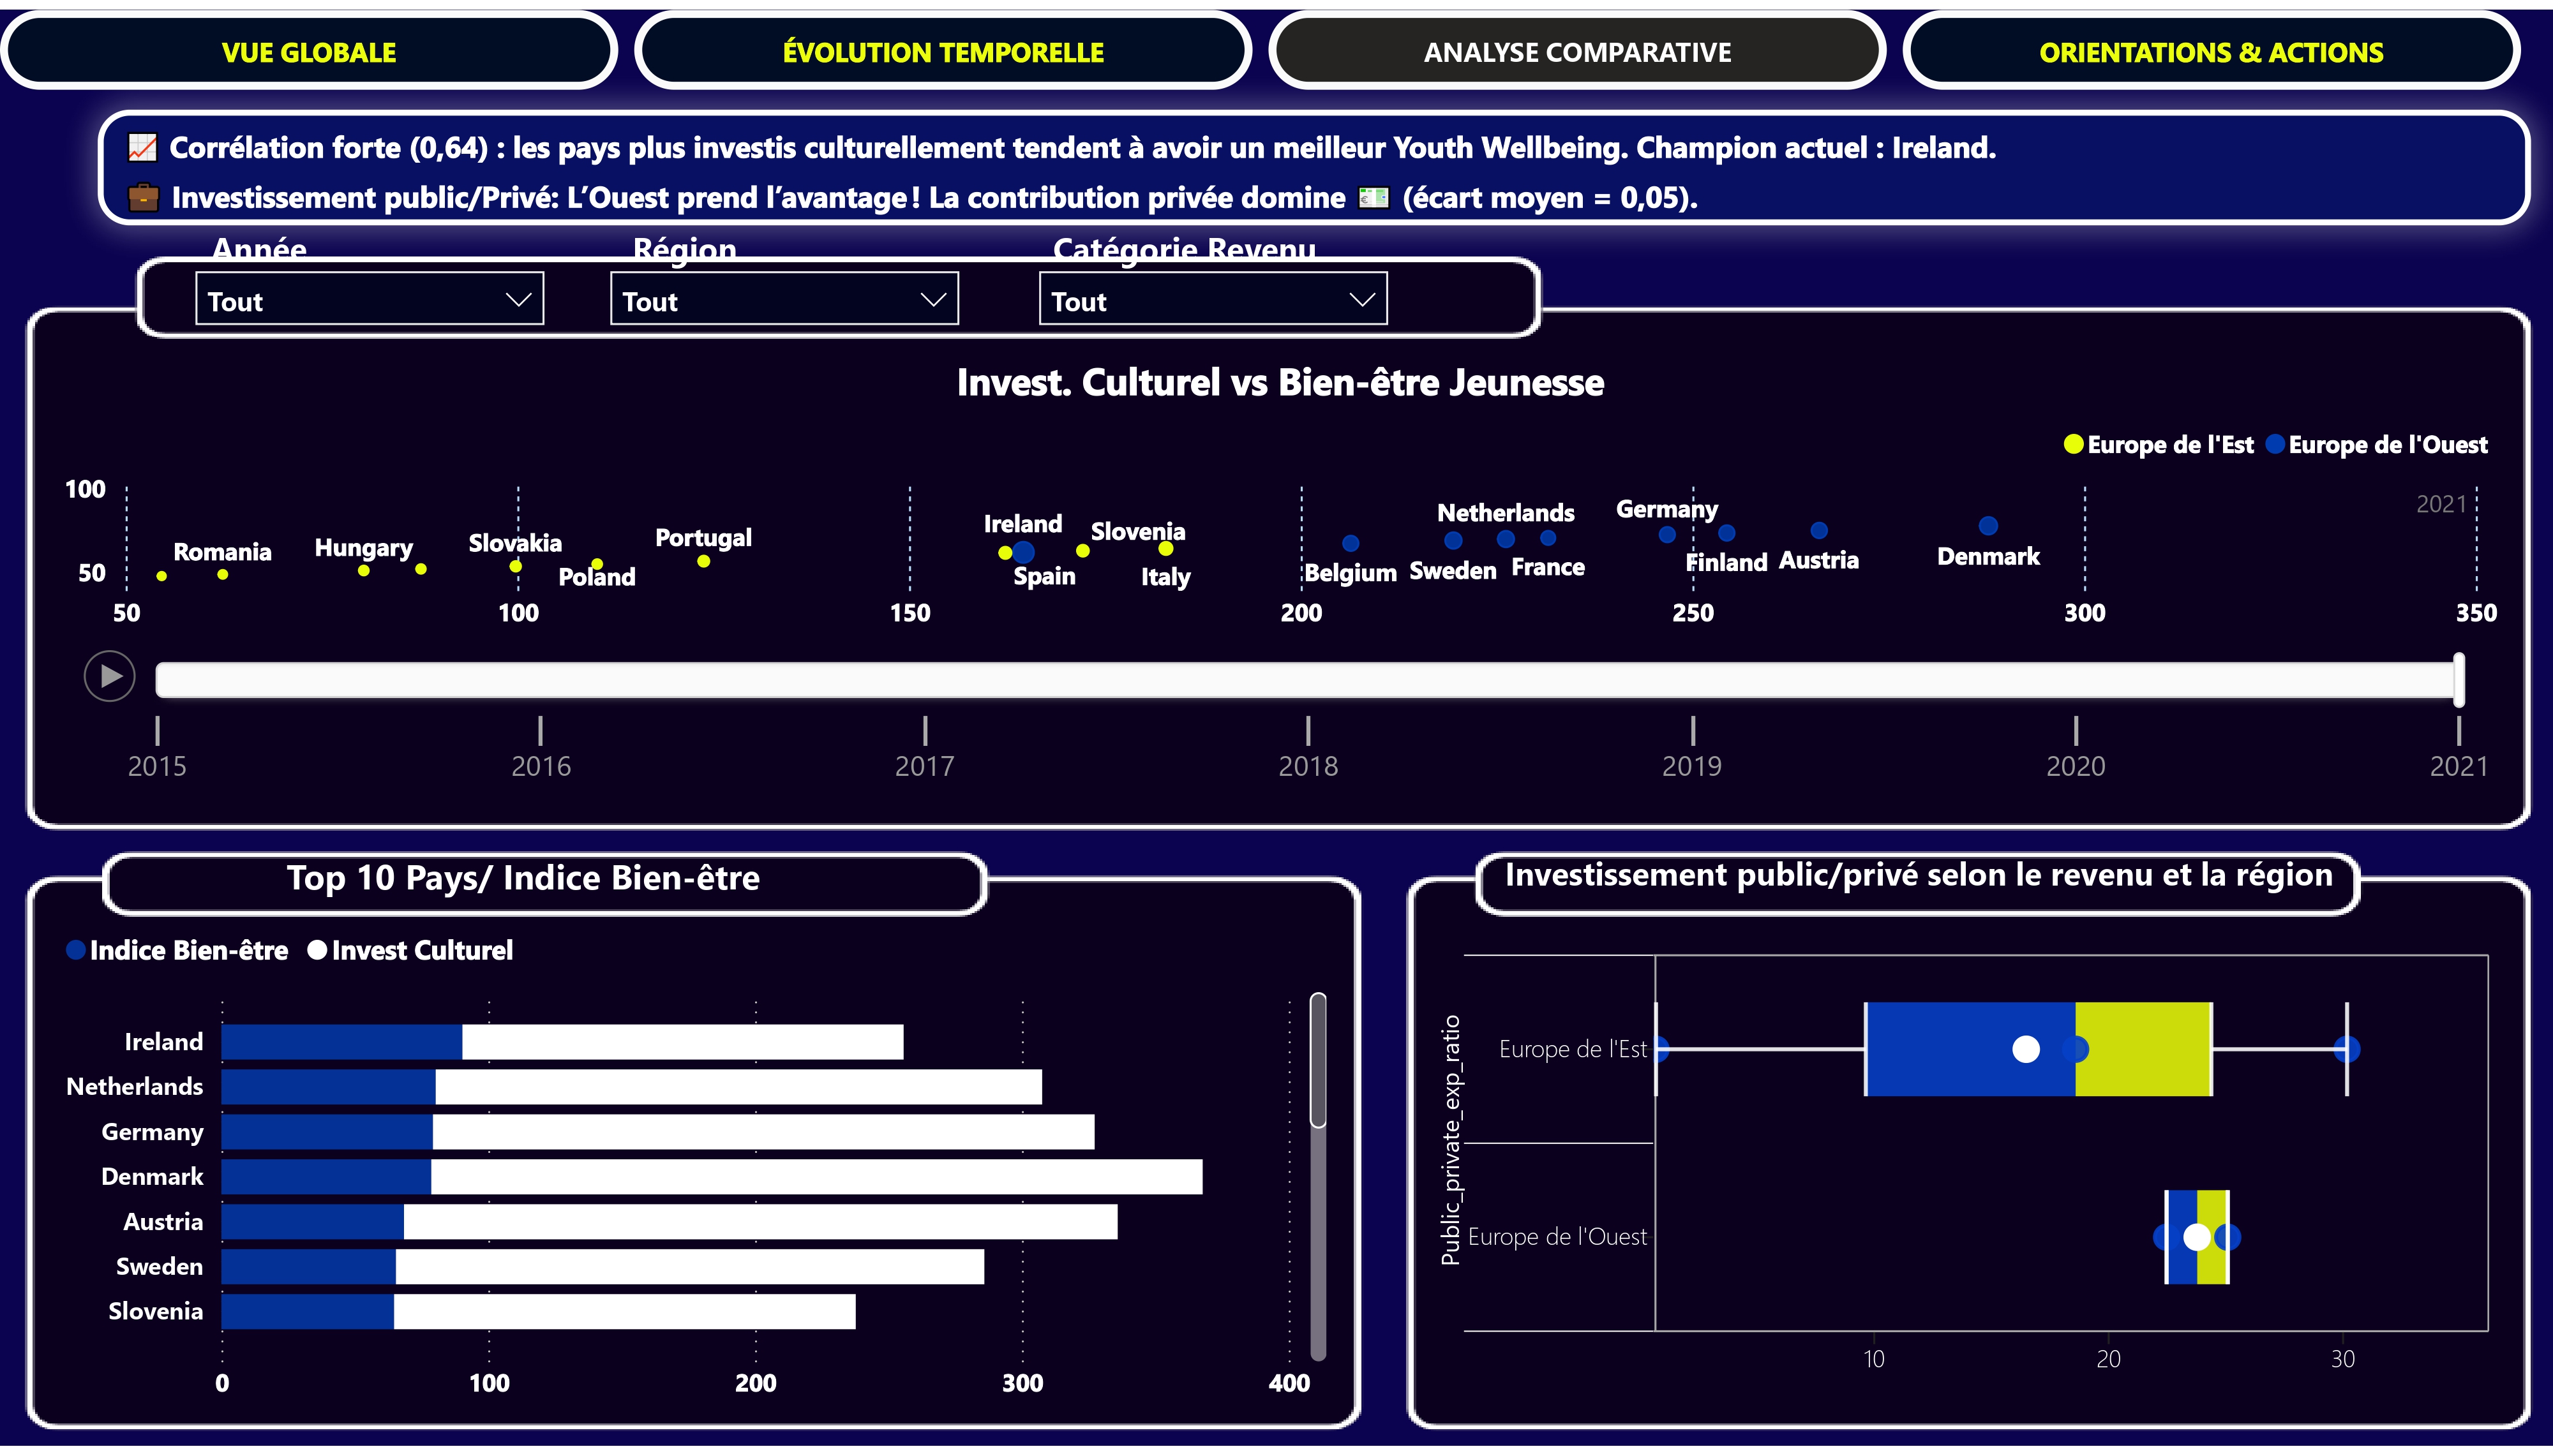 VUE GLOBALE
ÉVOLUTION TEMPORELLE
ANALYSE COMPARATIVE
ORIENTATIONS & ACTIONS
📈 Corrélation forte (0,64) : les pays plus investis culturellement tendent à avoir un meilleur Youth Wellbeing. Champion actuel : Ireland.
💼 Investissement public/Privé: L’Ouest prend l’avantage ! La contribution privée domine 💶 (écart moyen = 0,05).
Année
Région
Catégorie Revenu
Tout
Tout
Tout
Invest. Culturel vs Bien-être Jeunesse
Europe de l'Est
Europe de l'Ouest
100
50
2021
Romania
Hungary
Slovakia
Poland
Portugal
Ireland
Spain
Slovenia
Italy
Belgium
Netherlands
Sweden
France
Germany
Finland
Austria
Denmark
50
100
150
200
250
300
350
2015
2016
2017
2018
2019
2020
2021
Top 10 Pays/ Indice Bien-être
Indice Bien-être
Invest Culturel
Ireland
Netherlands
Germany
Denmark
Austria
Sweden
Slovenia
0
100
200
300
400
Investissement public/privé selon le revenu et la région
Public_private_exp_ratio
Europe de l'Est
Europe de l'Ouest
10
20
30